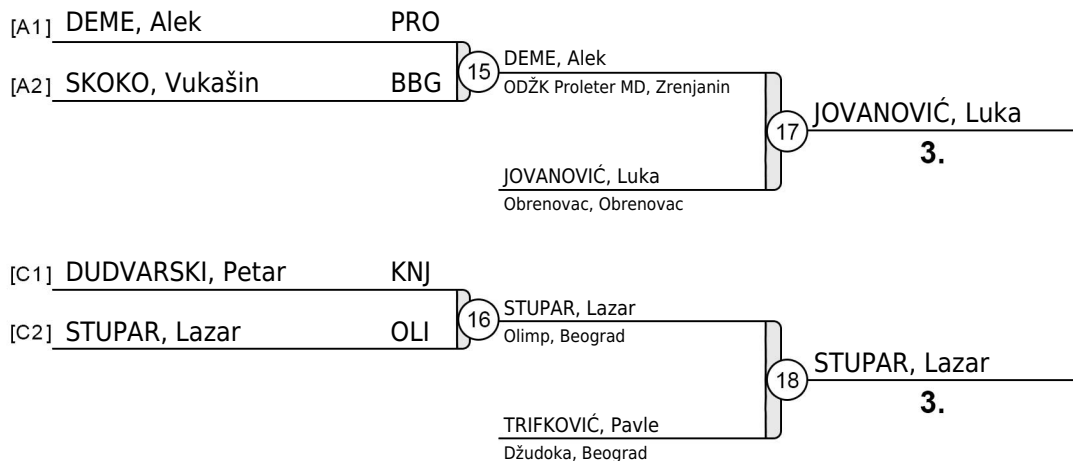 [A1] DEME, Alek PRO
[A2] SKOKO, Vukašin BBG
15
DEME, Alek
ODŽK Proleter MD, Zrenjanin
JOVANOVIĆ, Luka
Obrenovac, Obrenovac
17
JOVANOVIĆ, Luka
3.
[C1] DUDVARSKI, Petar KNJ
[C2] STUPAR, Lazar OLI
16
STUPAR, Lazar
Olimp, Beograd
TRIFKOVIĆ, Pavle
Džudoka, Beograd
18
STUPAR, Lazar
3.